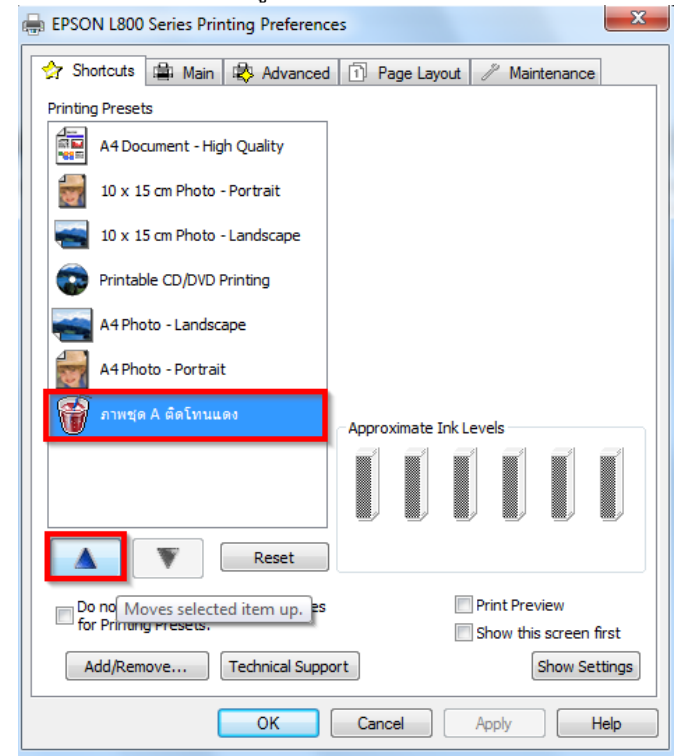 EPSON L800 Series Printing Preferences
Shortcuts
Main
Advanced
Page Layout
Maintenance
Printing Presets
A4 Document - High Quality
10 x 15 cm Photo - Portrait
10 x 15 cm Photo - Landscape
Printable CD/DVD Printing
A4 Photo - Landscape
A4 Photo - Portrait
ภาพชุด A ติดโทนแดง
Approximate Ink Levels
Reset
Moves selected item up.
Do no
for Printing Presets.
Print Preview
Show this screen first
Add/Remove...
Technical Support
Show Settings
OK
Cancel
Apply
Help